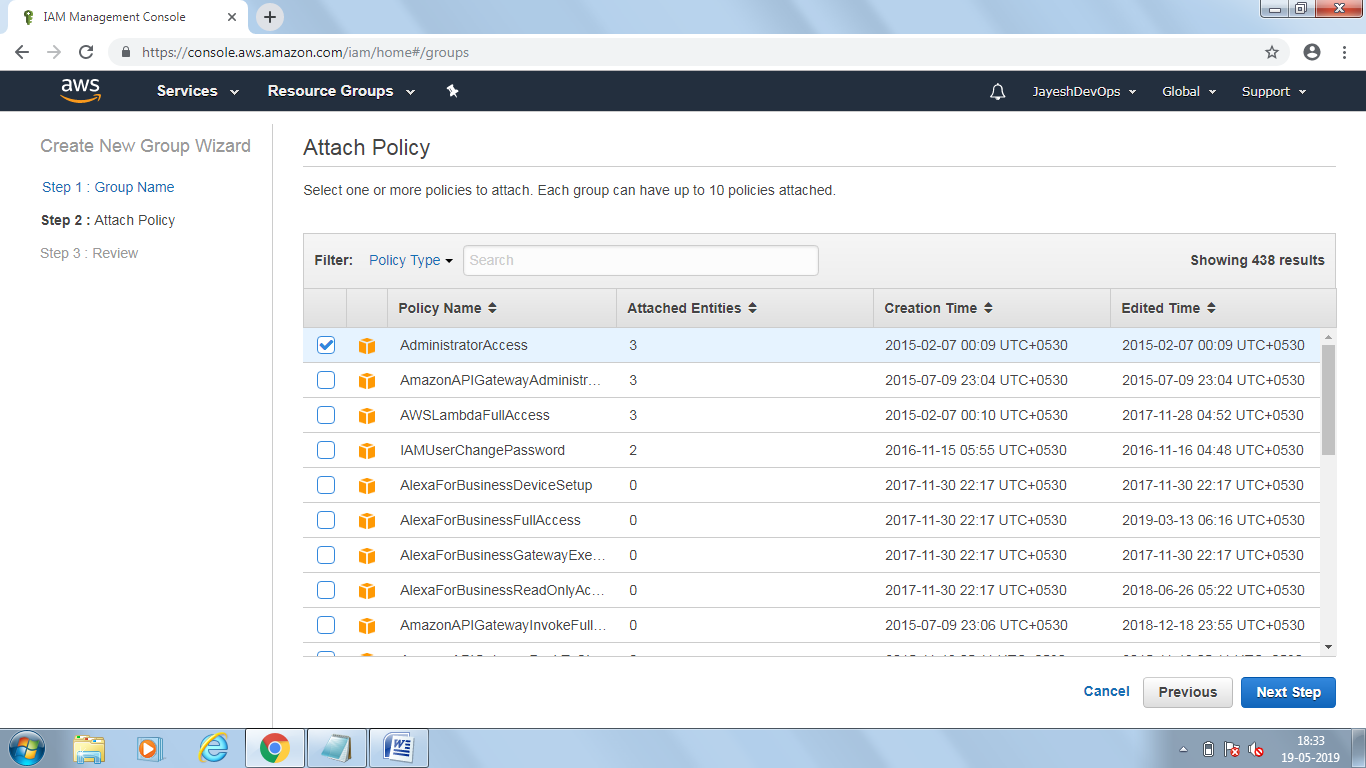 IAM Management Console
https://console.aws.amazon.com/iam/home#/groups
aws Services Resource Groups JayeshDevOps Global Support
Create New Group Wizard
Step 1 : Group Name
Step 2 : Attach Policy
Step 3 : Review
Attach Policy
Select one or more policies to attach. Each group can have up to 10 policies attached.
Filter: Policy Type Search Showing 438 results
Policy Name Attached Entities Creation Time Edited Time
AdministratorAccess 3 2015-02-07 00:09 UTC+0530 2015-02-07 00:09 UTC+0530
AmazonAPIGatewayAdministr... 3 2015-07-09 23:04 UTC+0530 2015-07-09 23:04 UTC+0530
AWSLambdaFullAccess 3 2015-02-07 00:10 UTC+0530 2017-11-28 04:52 UTC+0530
IAMUserChangePassword 2 2016-11-15 05:55 UTC+0530 2016-11-16 04:48 UTC+0530
AlexaForBusinessDeviceSetup 0 2017-11-30 22:17 UTC+0530 2017-11-30 22:17 UTC+0530
AlexaForBusinessFullAccess 0 2017-11-30 22:17 UTC+0530 2019-03-13 06:16 UTC+0530
AlexaForBusinessGatewayExe... 0 2017-11-30 22:17 UTC+0530 2017-11-30 22:17 UTC+0530
AlexaForBusinessReadOnlyAc... 0 2017-11-30 22:17 UTC+0530 2018-06-26 05:22 UTC+0530
AmazonAPIGatewayInvokeFull... 0 2015-07-09 23:06 UTC+0530 2018-12-18 23:55 UTC+0530
Cancel Previous Next Step
18:33
19-05-2019